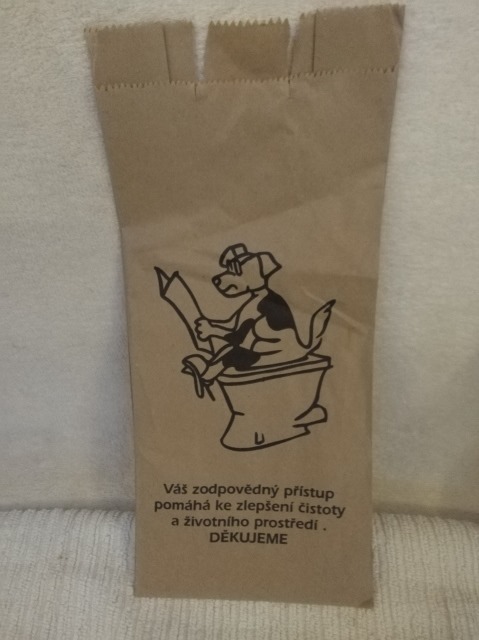 Váš zodpovědný přístup
pomáhá ke zlepšení čistoty
a životního prostředí .
DĚKUJEME